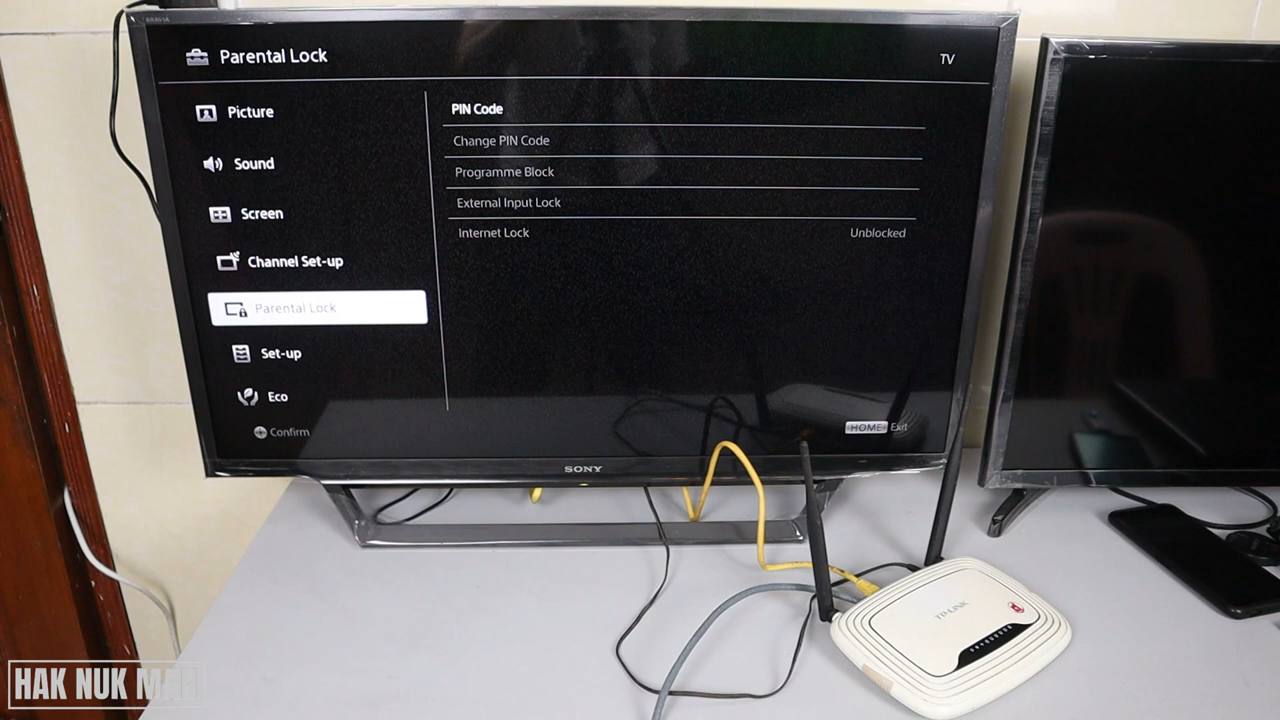 BRAVIA
Parental Lock
TV
Picture
Sound
Screen
Channel Set-up
Parental Lock
Set-up
Eco
Confirm
PIN Code
Change PIN Code
Programme Block
External Input Lock
Internet Lock Unblocked
HOME Exit
SONY
TP-LINK
HAK NUK MAH